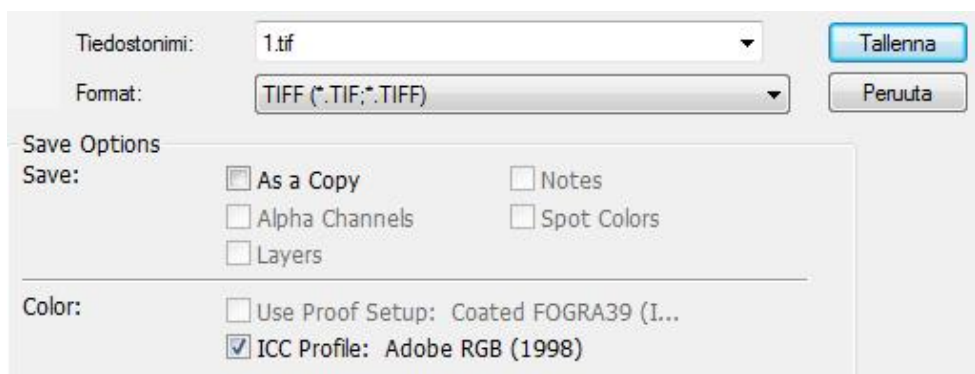 Tiedostonimi: 1.tif Tallenna
Format: TIFF (*.TIF;*.TIFF) Peruuta
Save Options
Save: As a Copy Notes
Alpha Channels Spot Colors
Layers
Color: Use Proof Setup: Coated FOGRA39 (I...
ICC Profile: Adobe RGB (1998)